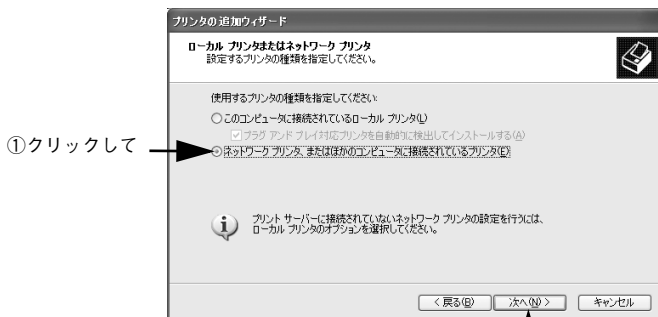 プリンタの追加ウィザード
ローカル プリンタまたはネットワーク プリンタ
設定するプリンタの種類を指定してください。
使用するプリンタの種類を指定してください:
このコンピュータに接続されているローカル プリンタ(L)
プラグ アンド プレイ対応プリンタを自動的に検出してインストールする(A)
①クリックして
ネットワーク プリンタ、またはほかのコンピュータに接続されているプリンタ(E)
プリント サーバーに接続されていないネットワーク プリンタの設定を行うには、
ローカル プリンタのオプションを選択してください。
< 戻る(B) 次へ(N) > キャンセル